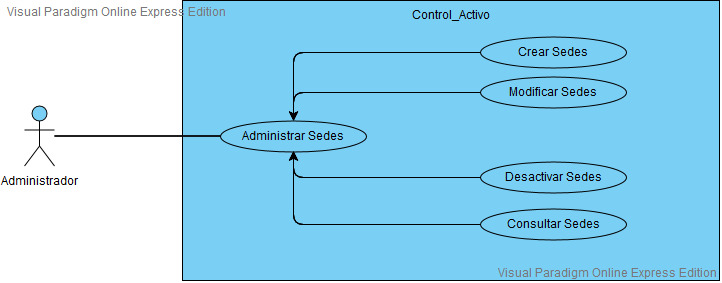 Visual Paradigm Online Express Edition
Control_Activo
Crear Sedes
Modificar Sedes
Administrar Sedes
Administrador
Desactivar Sedes
Consultar Sedes
Visual Paradigm Online Express Edition